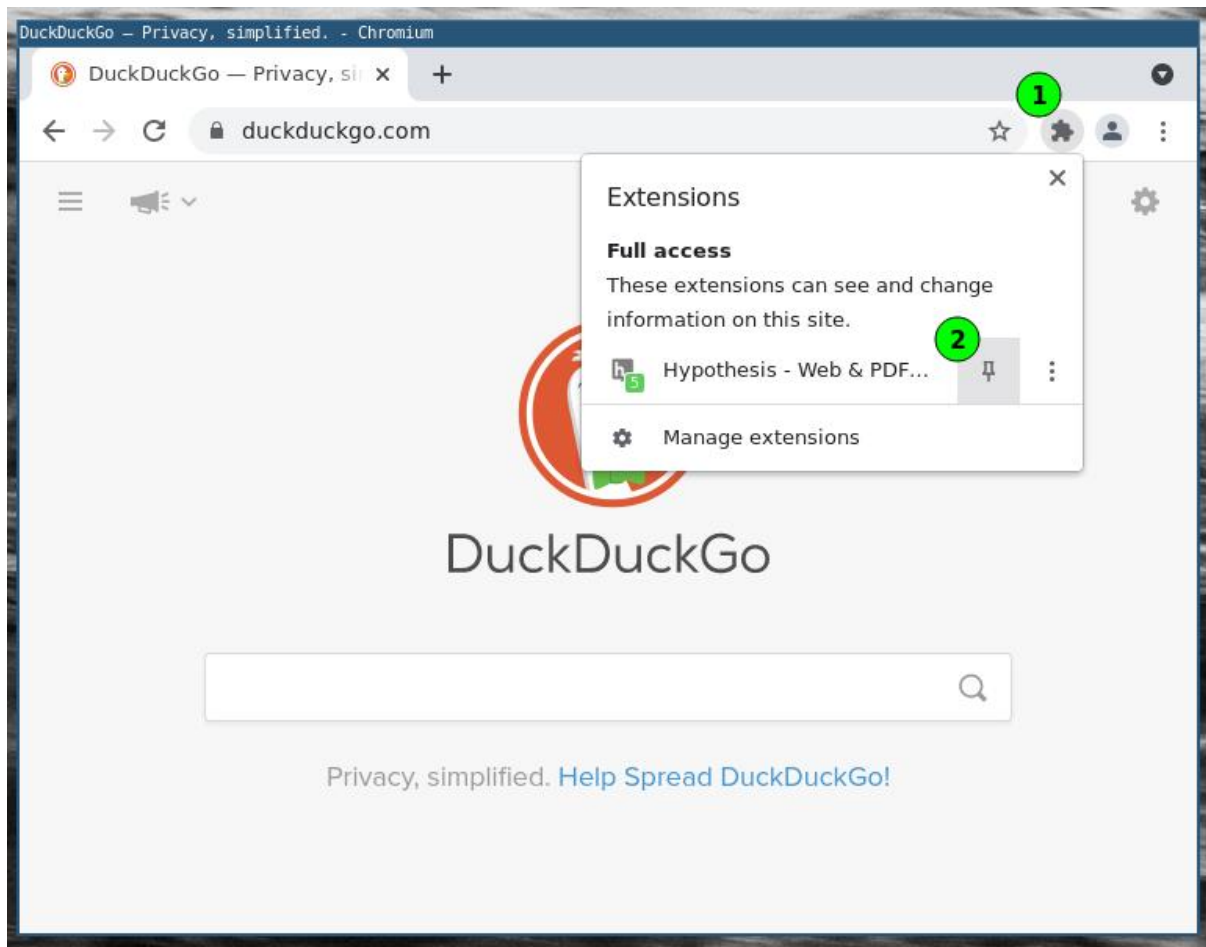 DuckDuckGo — Privacy, simplified. - Chromium
DuckDuckGo — Privacy, si
1
duckduckgo.com
Extensions
Full access
These extensions can see and change
information on this site.
2
Hypothesis - Web & PDF...
5
Manage extensions
DuckDuckGo
Privacy, simplified. Help Spread DuckDuckGo!